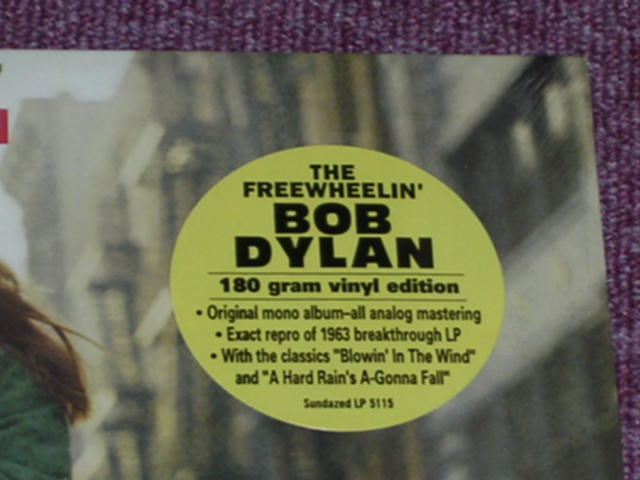 THE
FREEWHEELIN'
BOB
DYLAN
180 gram vinyl edition
• Original mono album–all analog mastering
• Exact repro of 1963 breakthrough LP
• With the classics "Blowin' In The Wind"
and "A Hard Rain's A-Gonna Fall"
Sundazed LP 5115